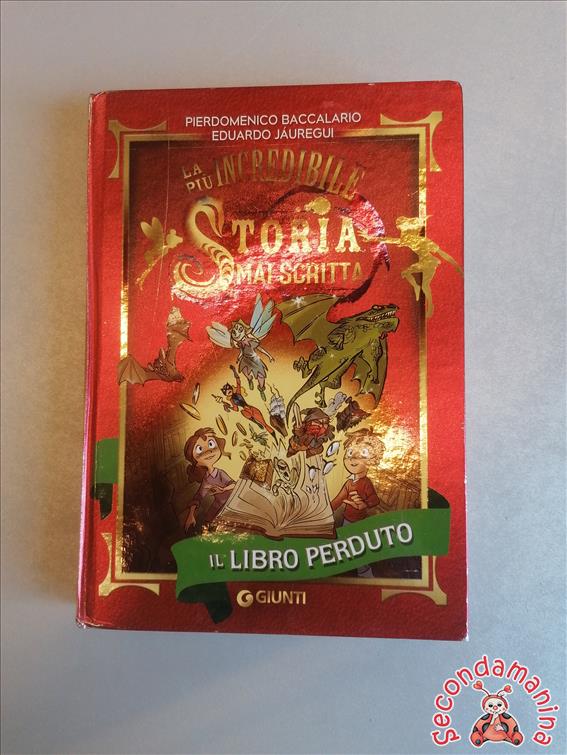 PIERDOMENICO BACCALARIO
EDUARDO JÁUREGUI
LA PIÙ INCREDIBILE
STORIA
MAI SCRITTA
IL LIBRO PERDUTO
GIUNTI
Secondamanina